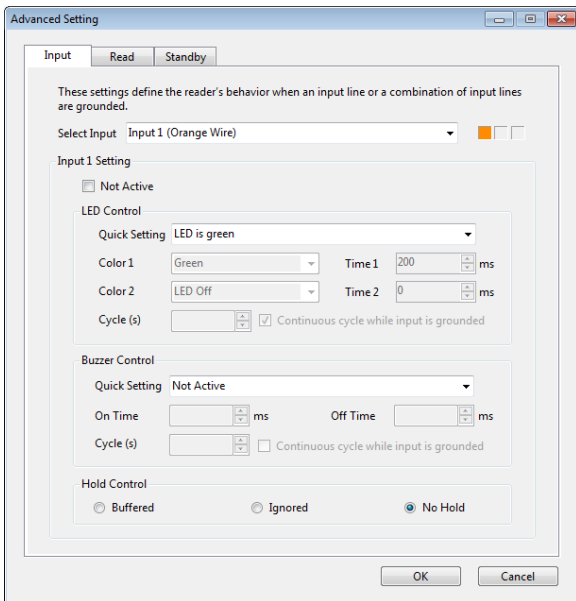 Advanced Setting
Input Read Standby
These settings define the reader's behavior when an input line or a combination of input lines
are grounded.
Select Input Input 1 (Orange Wire)
Input 1 Setting
Not Active
LED Control
Quick Setting LED is green
Color 1 Green Time 1 200 ms
Color 2 LED Off Time 2 0 ms
Cycle (s) Continuous cycle while input is grounded
Buzzer Control
Quick Setting Not Active
On Time ms Off Time ms
Cycle (s) Continuous cycle while input is grounded
Hold Control
Buffered Ignored No Hold
OK Cancel